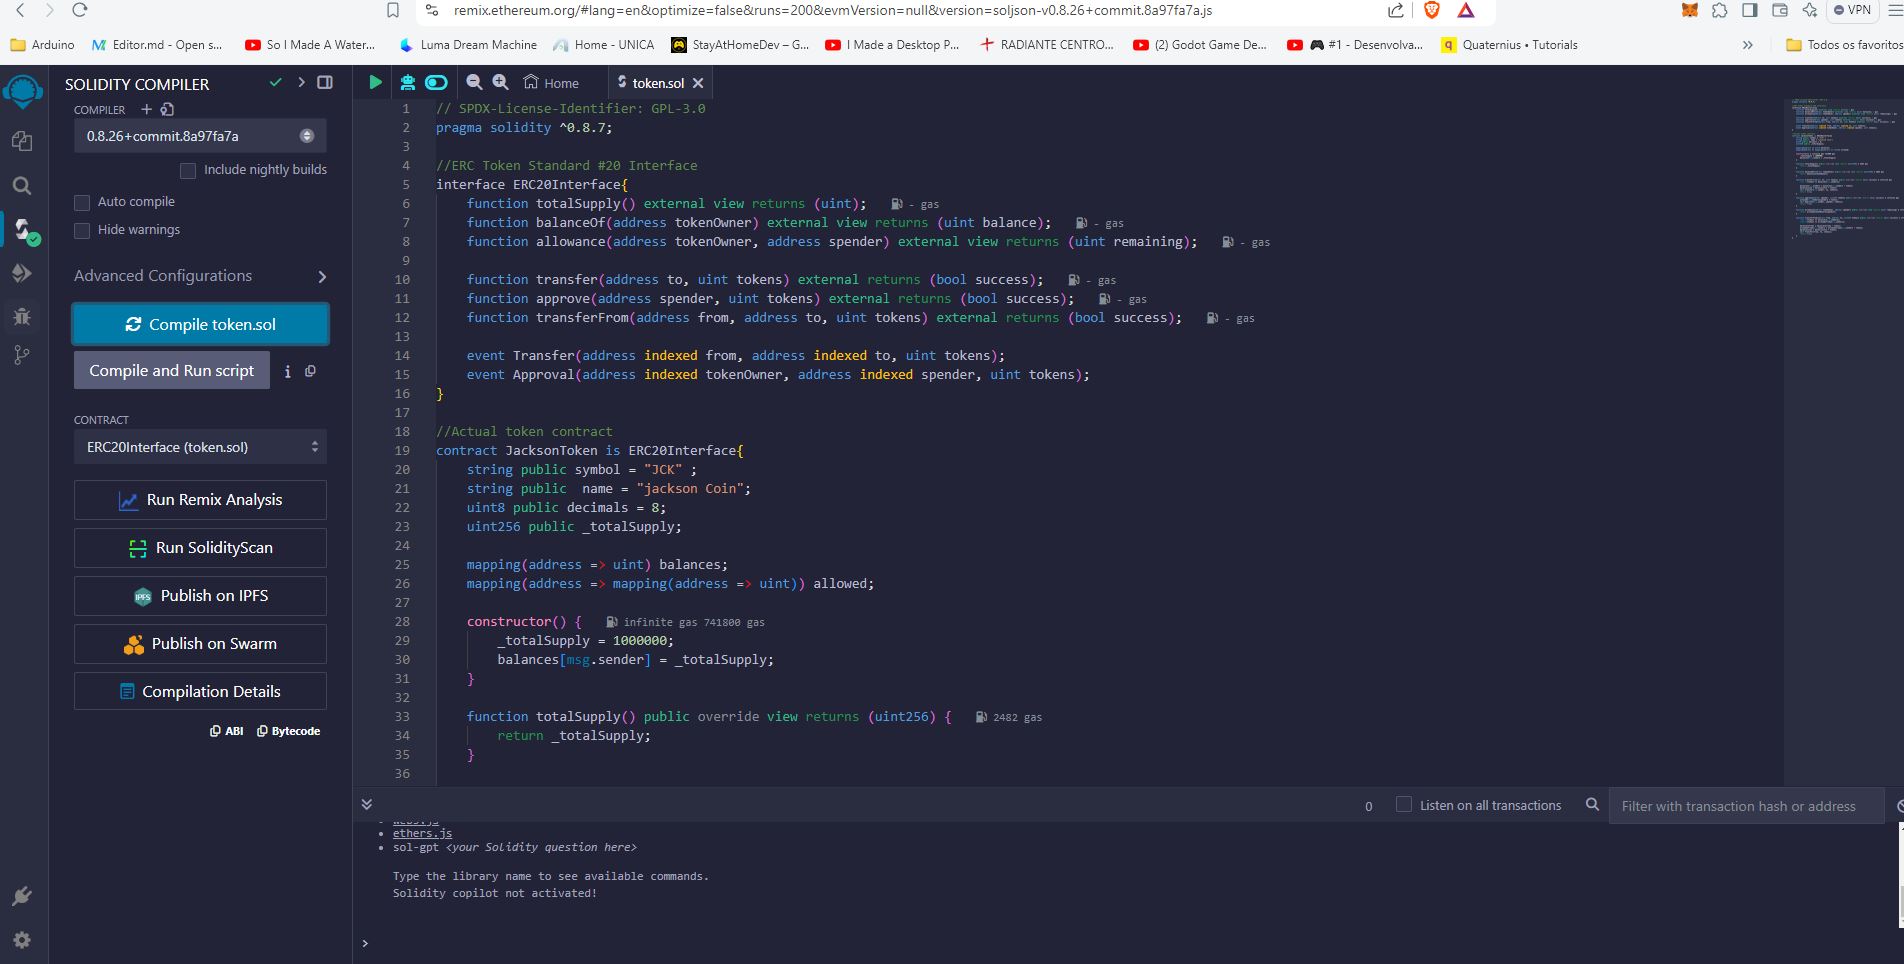 remix.ethereum.org/#lang=en&optimize=false&runs=200&evmVersion=null&version=soljson-v0.8.26+commit.8a97fa7a.js
VPN
Arduino
Editor.md - Open s...
So I Made A Water...
Luma Dream Machine
Home - UNICA
StayAtHomeDev – G...
I Made a Desktop P...
RADIANTE CENTRO...
(2) Godot Game De...
#1 - Desenvolva...
Quaternius • Tutorials
»
Todos os favoritos
SOLIDITY COMPILER
COMPILER
0.8.26+commit.8a97fa7a
Include nightly builds
Auto compile
Hide warnings
Advanced Configurations
Compile token.sol
Compile and Run script
CONTRACT
ERC20Interface (token.sol)
Run Remix Analysis
Run SolidityScan
IPFS
Publish on IPFS
Publish on Swarm
Compilation Details
ABI
Bytecode
Home
token.sol
1 // SPDX-License-Identifier: GPL-3.0
2 pragma solidity ^0.8.7;
3
4 //ERC Token Standard #20 Interface
5 interface ERC20Interface{
6 function totalSupply() external view returns (uint); - gas
7 function balanceOf(address tokenOwner) external view returns (uint balance); - gas
8 function allowance(address tokenOwner, address spender) external view returns (uint remaining); - gas
9
10 function transfer(address to, uint tokens) external returns (bool success); - gas
11 function approve(address spender, uint tokens) external returns (bool success); - gas
12 function transferFrom(address from, address to, uint tokens) external returns (bool success); - gas
13
14 event Transfer(address indexed from, address indexed to, uint tokens);
15 event Approval(address indexed tokenOwner, address indexed spender, uint tokens);
16 }
17
18 //Actual token contract
19 contract JacksonToken is ERC20Interface{
20 string public symbol = "JCK" ;
21 string public  name = "jackson Coin";
22 uint8 public decimals = 8;
23 uint256 public _totalSupply;
24
25 mapping(address => uint) balances;
26 mapping(address => mapping(address => uint)) allowed;
27
28 constructor() { infinite gas 741800 gas
29 _totalSupply = 1000000;
30 balances[msg.sender] = _totalSupply;
31 }
32
33 function totalSupply() public override view returns (uint256) { 2482 gas
34 return _totalSupply;
35 }
36
0
Listen on all transactions
Filter with transaction hash or address
ethers.js
sol-gpt <your Solidity question here>
Type the library name to see available commands.
Solidity copilot not activated!
>